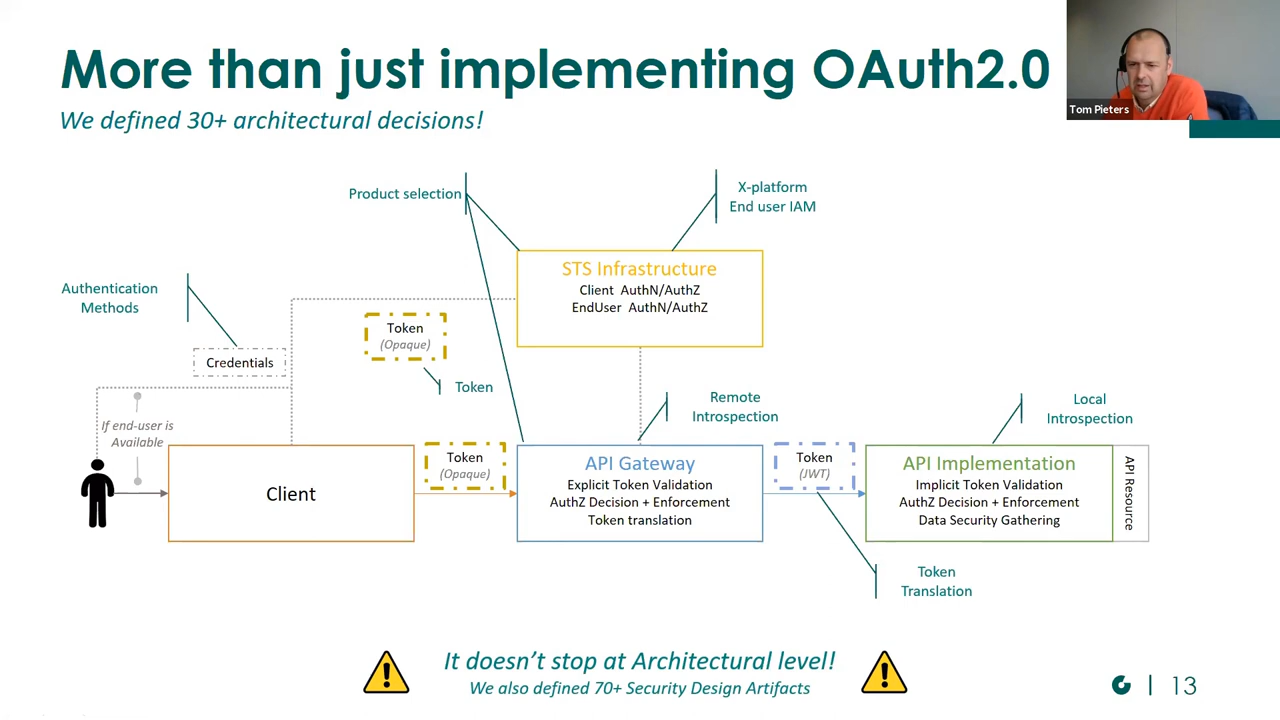 More than just implementing OAuth2.0
We defined 30+ architectural decisions!
Tom Pieters
Product selection
X-platform
End user IAM
STS Infrastructure
Client AuthN/AuthZ
EndUser AuthN/AuthZ
Authentication
Methods
Token
(Opaque)
Credentials
Token
Remote
Introspection
Local
Introspection
If end-user is
Available
Client
Token
(Opaque)
API Gateway
Explicit Token Validation
AuthZ Decision + Enforcement
Token translation
Token
(JWT)
API Implementation
Implicit Token Validation
AuthZ Decision + Enforcement
Data Security Gathering
API Resource
Token
Translation
It doesn't stop at Architectural level!
We also defined 70+ Security Design Artifacts
13